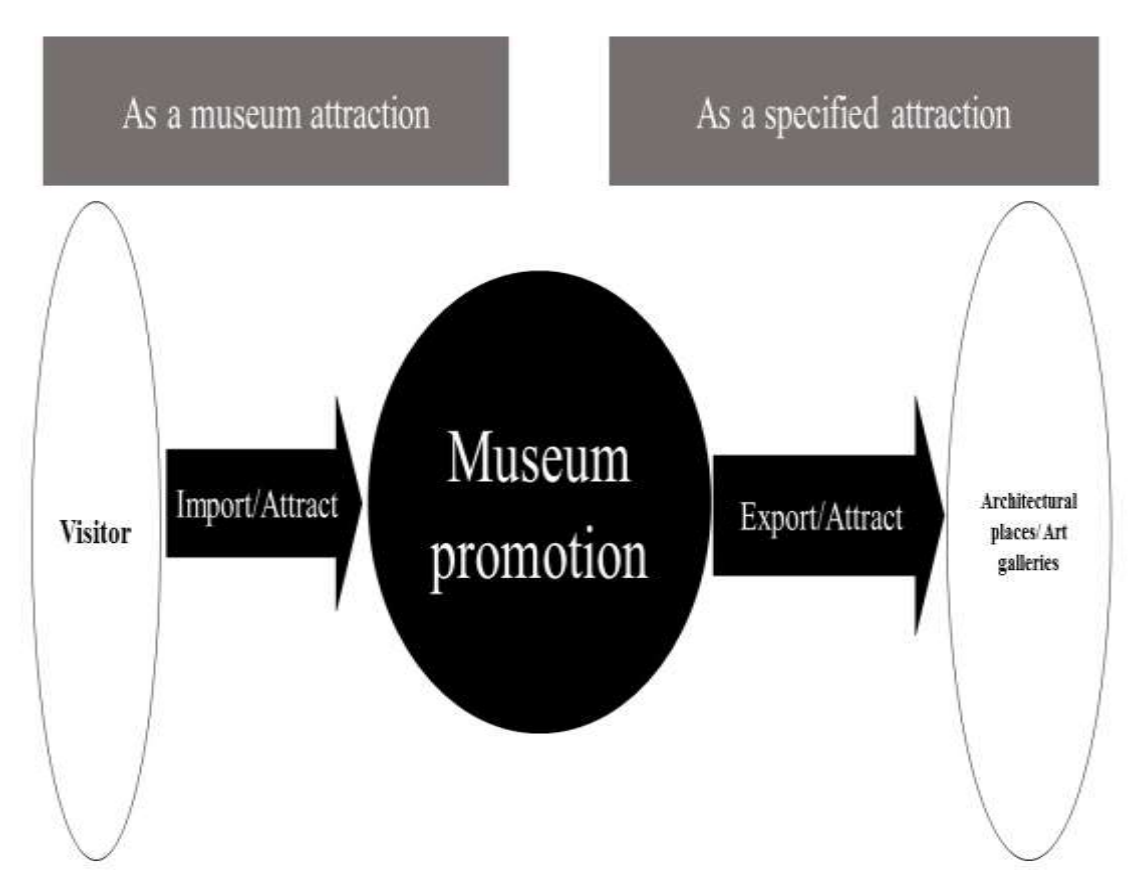 As a museum attraction
As a specified attraction
Visitor
Import/Attract
Museum
promotion
Export/Attract
Architectural
places/ Art
galleries